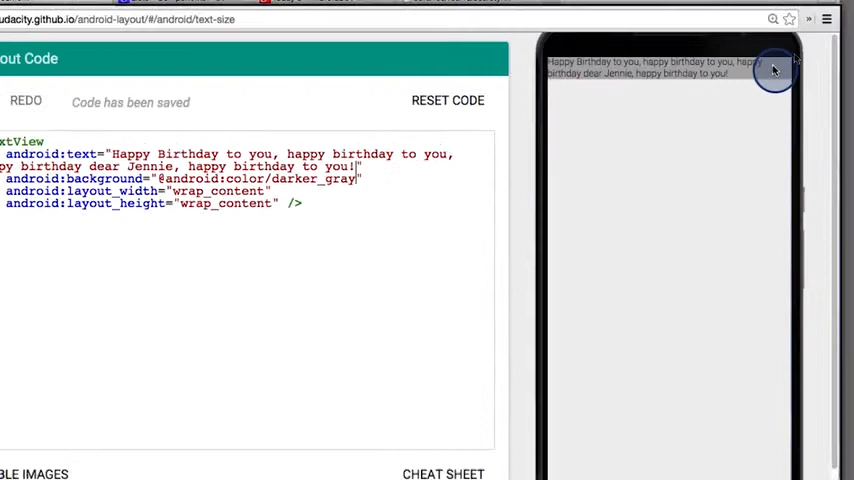 udacity.github.io/android-layout/#/android/text-size
out Code
REDO
Code has been saved
RESET CODE
xtView
android:text="Happy Birthday to you, happy birthday to you,
py birthday dear Jennie, happy birthday to you!"
android:background="@android:color/darker_gray"
android:layout_width="wrap_content"
android:layout_height="wrap_content" />
BLE IMAGES
CHEAT SHEET
Happy Birthday to you, happy birthday to you, happy
birthday dear Jennie, happy birthday to you!